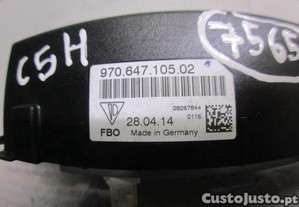 C5H
7565
970.647.105.02
28267844
28.04.14
0116
FBO
Made in Germany
CustoJusto.pt